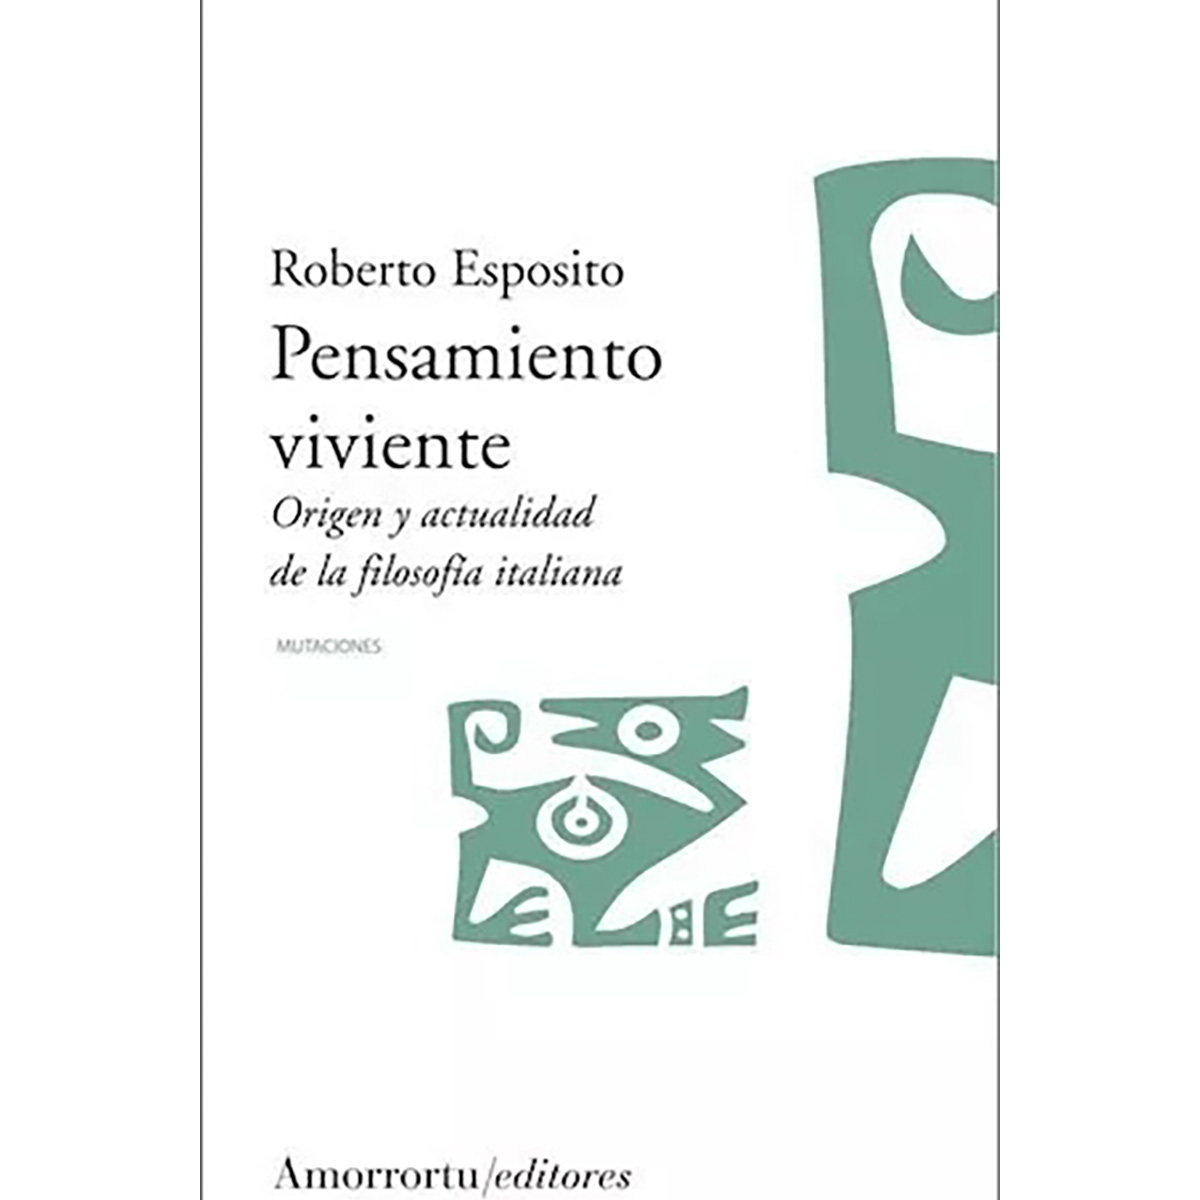 Roberto Esposito
Pensamiento
viviente
Origen y actualidad
de la filosofía italiana
MUTACIONES
Amorrortu/editores